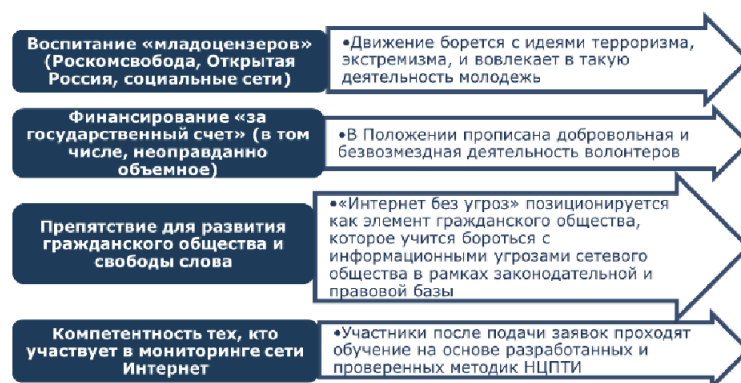 Воспитание «младоцензеров»
(Роскомсвобода, Открытая
Россия, социальные сети)
•Движение борется с идеями терроризма,
экстремизма, и вовлекает в такую
деятельность молодежь
Финансирование «за
государственный счет» (в том
числе, неоправданно
объемное)
•В Положении прописана добровольная и
безвозмездная деятельность волонтеров
Препятствие для развития
гражданского общества и
свободы слова
•«Интернет без угроз» позиционируется
как элемент гражданского общества,
которое учится бороться с
информационными угрозами сетевого
общества в рамках законодательной и
правовой базы
Компетентность тех, кто
участвует в мониторинге сети
Интернет
•Участники после подачи заявок проходят
обучение на основе разработанных и
проверенных методик НЦПТИ